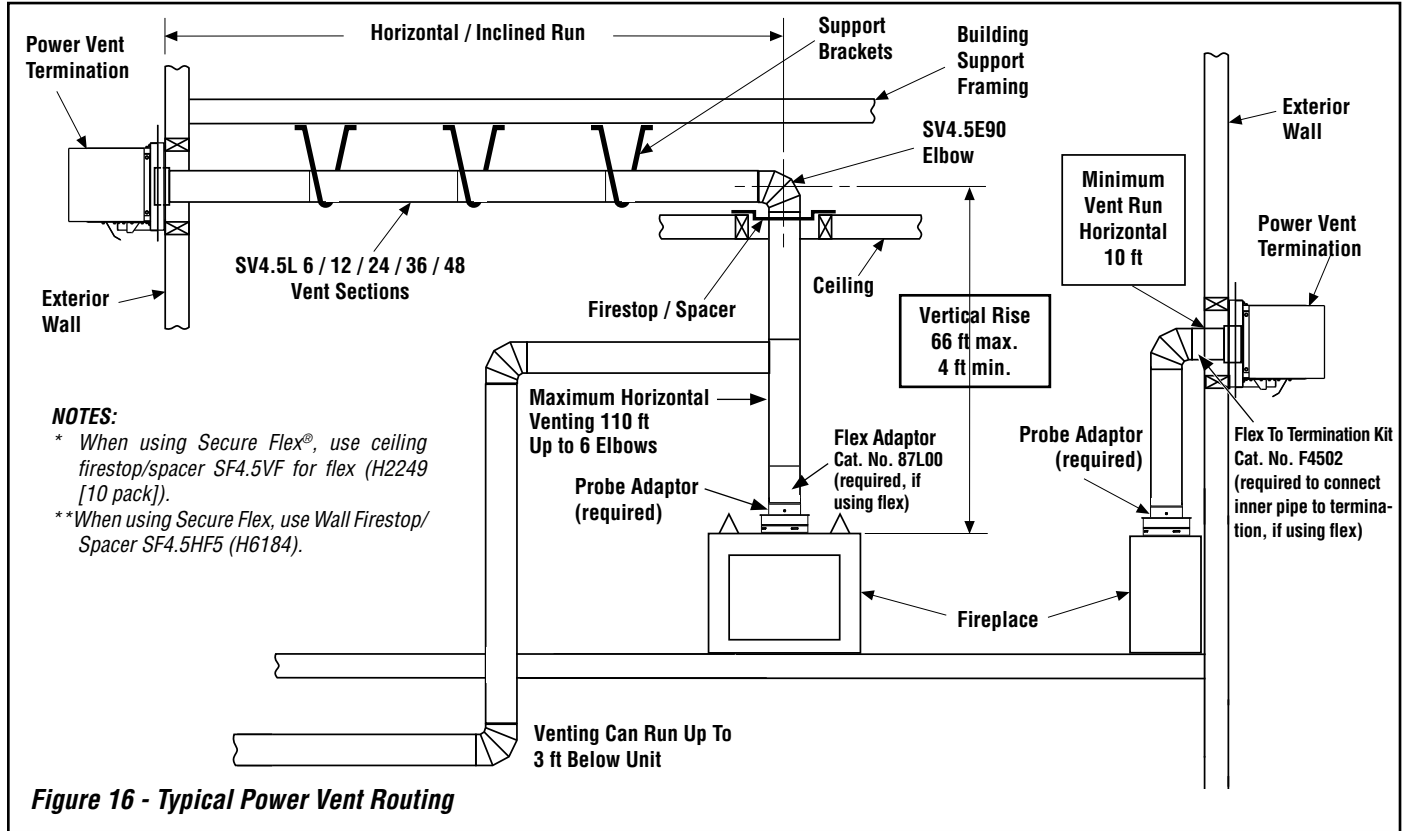 Power Vent
Termination
Horizontal / Inclined Run
Support
Brackets
Building
Support
Framing
SV4.5E90
Elbow
Exterior
Wall
Minimum
Vent Run
Horizontal
10 ft
Power Vent
Termination
SV4.5L 6 / 12 / 24 / 36 / 48
Vent Sections
Exterior
Wall
Firestop / Spacer
Ceiling
Vertical Rise
66 ft max.
4 ft min.
NOTES:
* When using Secure Flex®, use ceiling
firestop/spacer SF4.5VF for flex (H2249
[10 pack]).
**When using Secure Flex, use Wall Firestop/
Spacer SF4.5HF5 (H6184).
Maximum Horizontal
Venting 110 ft
Up to 6 Elbows
Flex Adaptor
Cat. No. 87L00
(required, if
using flex)
Probe Adaptor
(required)
Probe Adaptor
(required)
Flex To Termination Kit
Cat. No. F4502
(required to connect
inner pipe to termina-
tion, if using flex)
Fireplace
Venting Can Run Up To
3 ft Below Unit
Figure 16 - Typical Power Vent Routing